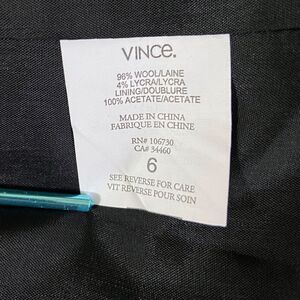 VINCE.
96% WOOL/LAINE
4% LYCRA/LYCRA
LINING/DOUBLURE
100% ACETATE/ACETATE
MADE IN CHINA
FABRIQUE EN CHINE
RN# 106730
CA# 34460
6
SEE REVERSE FOR CARE
VIT REVERSE POUR SOIN